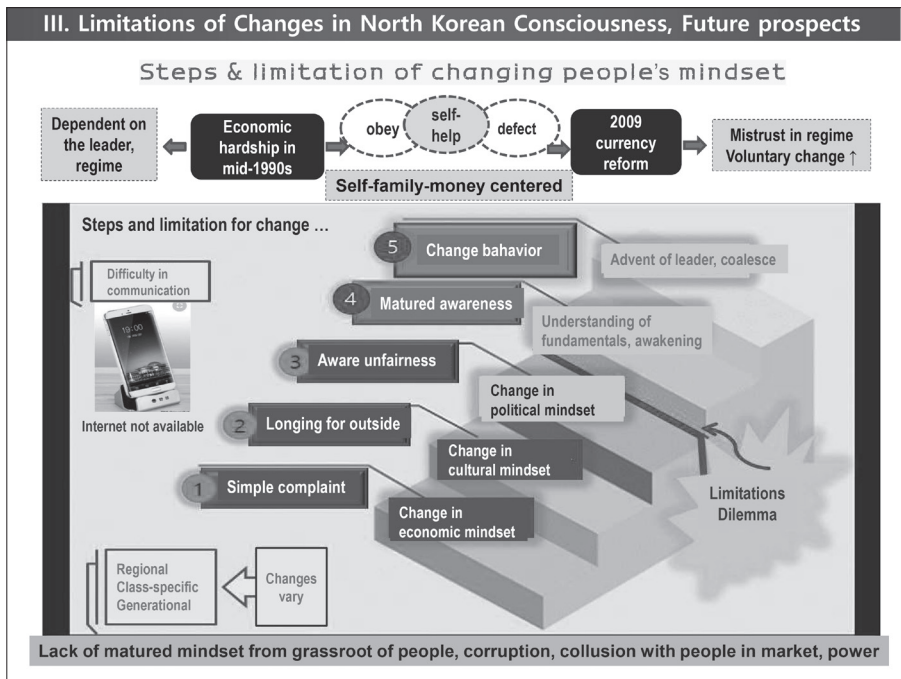 III. Limitations of Changes in North Korean Consciousness, Future prospects
Steps & limitation of changing people's mindset
Dependent on
the leader,
regime
Economic
hardship in
mid-1990s
obey
self-
help
defect
2009
currency
reform
Mistrust in regime
Voluntary change ↑
Self-family-money centered
Steps and limitation for change ...
Difficulty in
communication
19:00
Internet not available
5 Change bahavior
Advent of leader, coalesce
4 Matured awareness
Understanding of
fundamentals, awakening
3 Aware unfairness
Change in
political mindset
2 Longing for outside
Change in
cultural mindset
1 Simple complaint
Change in
economic mindset
Limitations
Dilemma
Regional
Class-specific
Generational
Changes
vary
Lack of matured mindset from grassroot of people, corruption, collusion with people in market, power